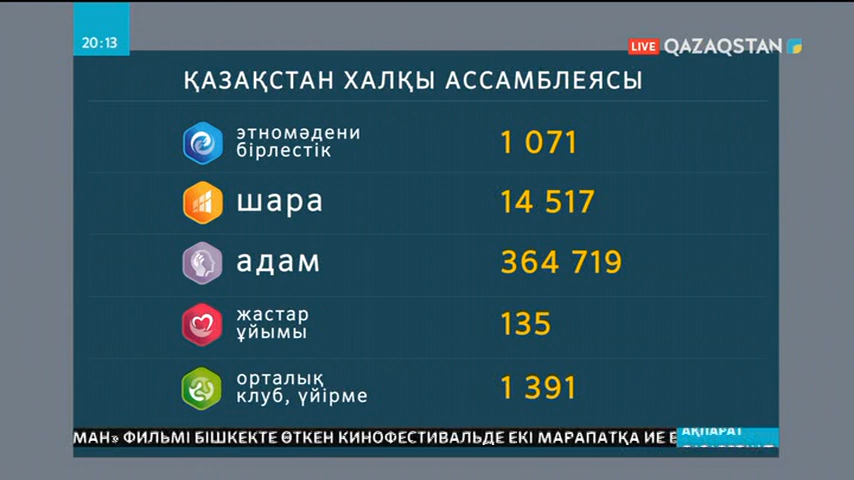 20:13
LIVE QAZAQSTAN
ҚАЗАҚСТАН ХАЛҚЫ АССАМБЛЕЯСЫ
этномәдени
бірлестік
1 071
шара
14 517
адам
364 719
жастар
ұйымы
135
орталық
клуб, үйірме
1 391
МАН» ФИЛЬМІ БІШКЕКТЕ ӨТКЕН КИНОФЕСТИВАЛЬДЕ ЕКІ МАРАПАТҚА ИЕ
АҚПАРАТ